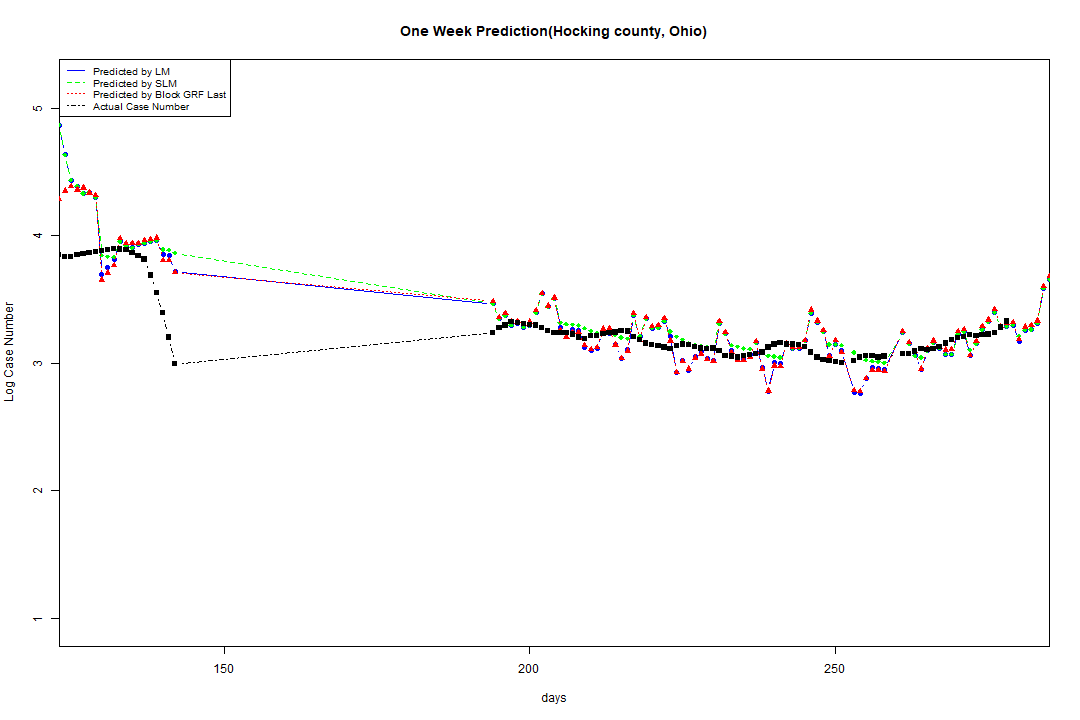 One Week Prediction(Hocking county, Ohio)
Predicted by LM
Predicted by SLM
Predicted by Block GRF Last
Actual Case Number
5
4
3
2
1
Log Case Number
150
200
250
days